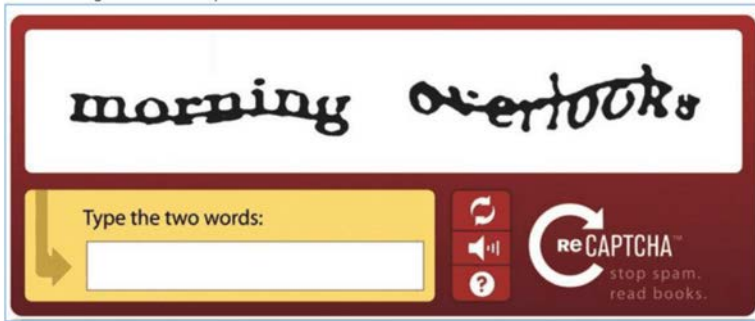 morning overlooks
Type the two words:
ReCAPTCHA™
stop spam.
read books.